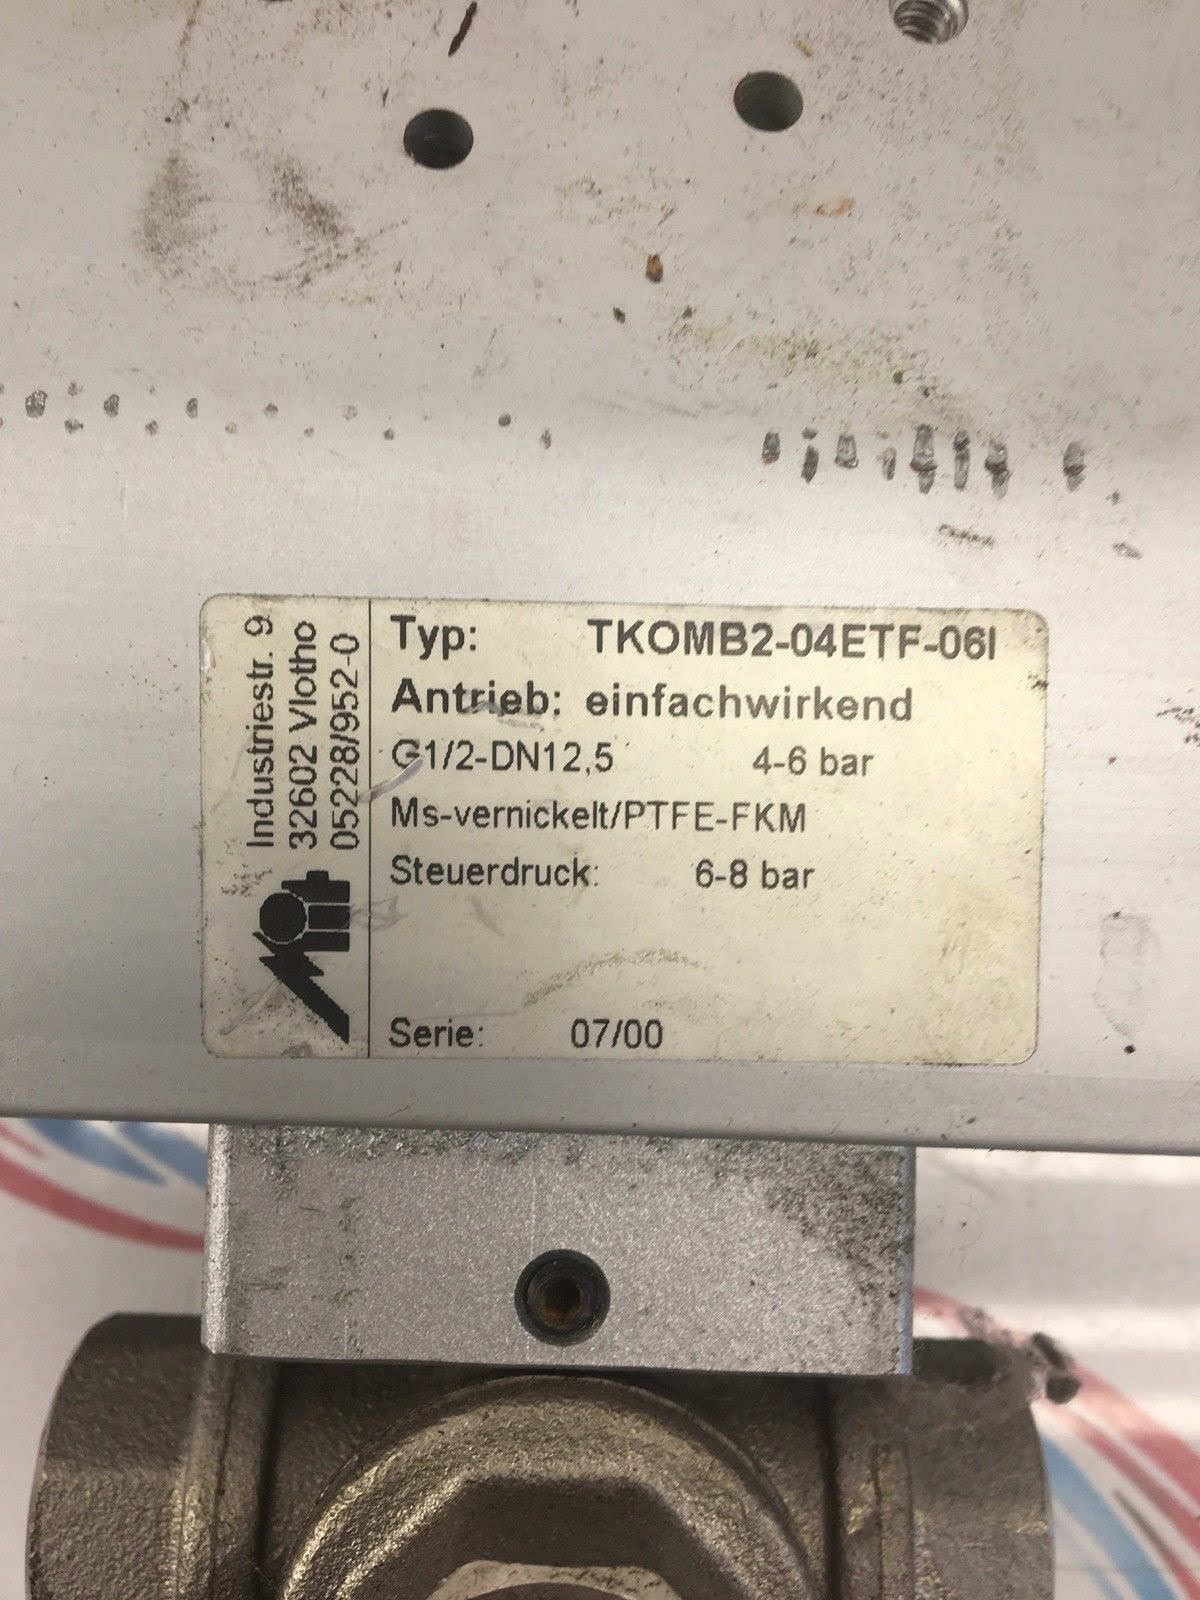 Industriestr. 9
32602 Vlotho
05228/952-0
Typ: TKOMB2-04ETF-06I
Antrieb: einfachwirkend
G1/2-DN12,5 4-6 bar
Ms-vernickelt/PTFE-FKM
Steuerdruck: 6-8 bar
Serie: 07/00